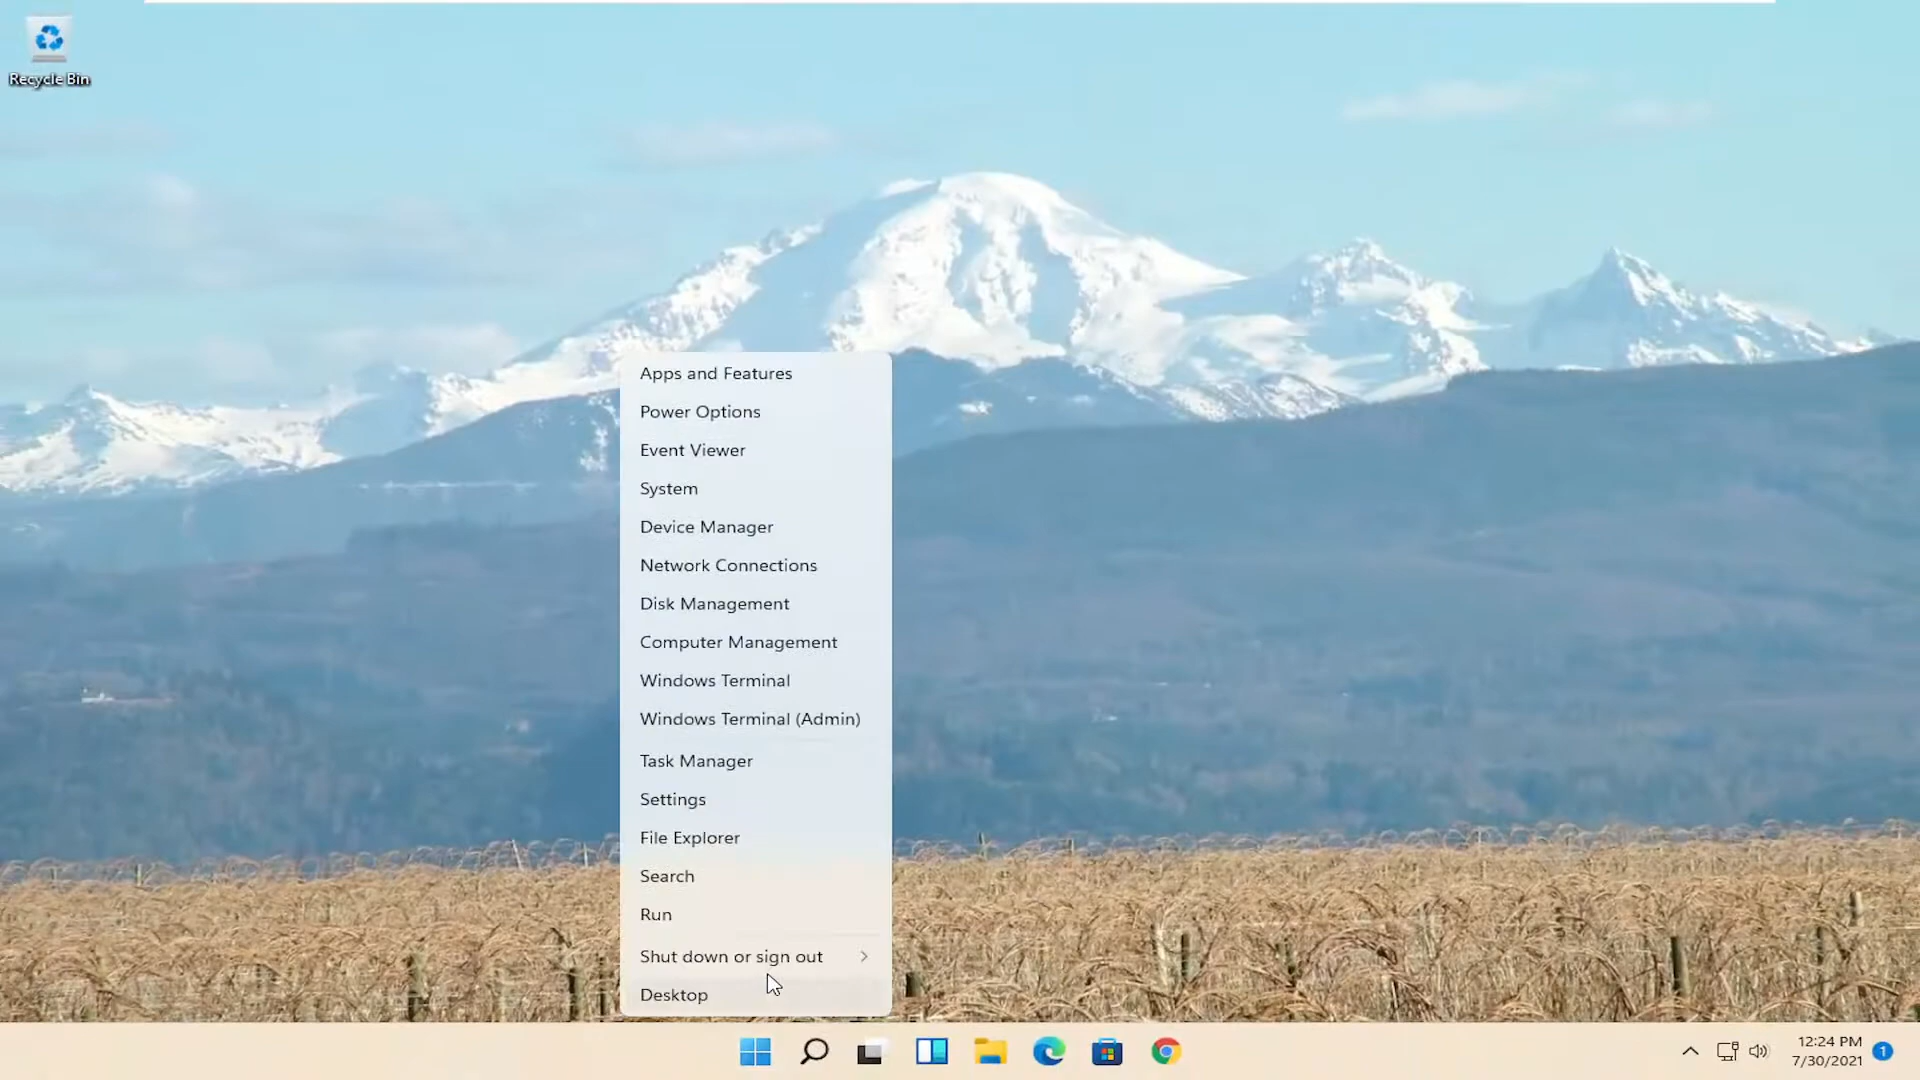 Recycle Bin
Apps and Features
Power Options
Event Viewer
System
Device Manager
Network Connections
Disk Management
Computer Management
Windows Terminal
Windows Terminal (Admin)
Task Manager
Settings
File Explorer
Search
Run
Shut down or sign out
Desktop
12:24 PM
7/30/2021
1